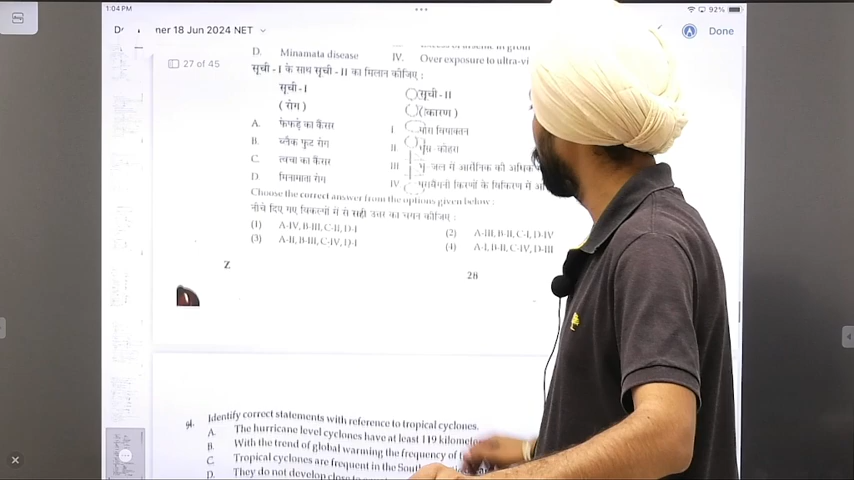 1:04 PM
92%
ner 18 Jun 2024 NET
Done
27 of 45
D. Minamata disease
IV. Over exposure to ultra-vi
सूची - I के साथ सूची - II का मिलान कीजिए :
सूची - I
सूची - II
( रोग )
(कारण )
A. फेफड़े का कैंसर
I पारा विषाक्तन
B. ब्लैक फुट रोग
II धूम्र कोहरा
C. त्वचा का कैंसर
III भू-जल में आर्सेनिक की अधिक
D. मिनामाता रोग
IV पराबैंगनी किरणों के विकिरण में
Choose the correct answer from the options given below :
नीचे दिए गए विकल्पों में से सही उत्तर का चयन कीजिए :
(1) A-IV, B-III, C-II, D-I
(2) A-III, B-II, C-I, D-IV
(3) A-II, B-III, C-IV, D-I
(4) A-I, B-II, C-IV, D-III
Z
28
Identify correct statements with reference to tropical cyclones.
A. The hurricane level cyclones have at least 119 kilome
B. With the trend of global warming the frequency of
C. Tropical cyclones are frequent in the Sout
D. They do not develop close to